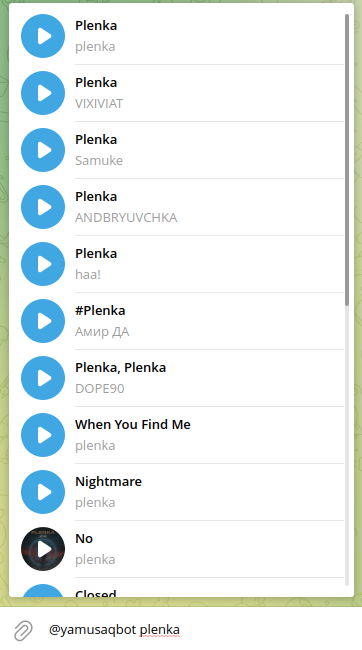 Plenka
plenka
Plenka
VIXIVIAT
Plenka
Samuke
Plenka
ANDBRYUVCHKA
Plenka
haa!
#Plenka
Амир ДА
Plenka, Plenka
DOPE90
When You Find Me
plenka
Nightmare
plenka
No
plenka
Closed
@yamusaqbot plenka